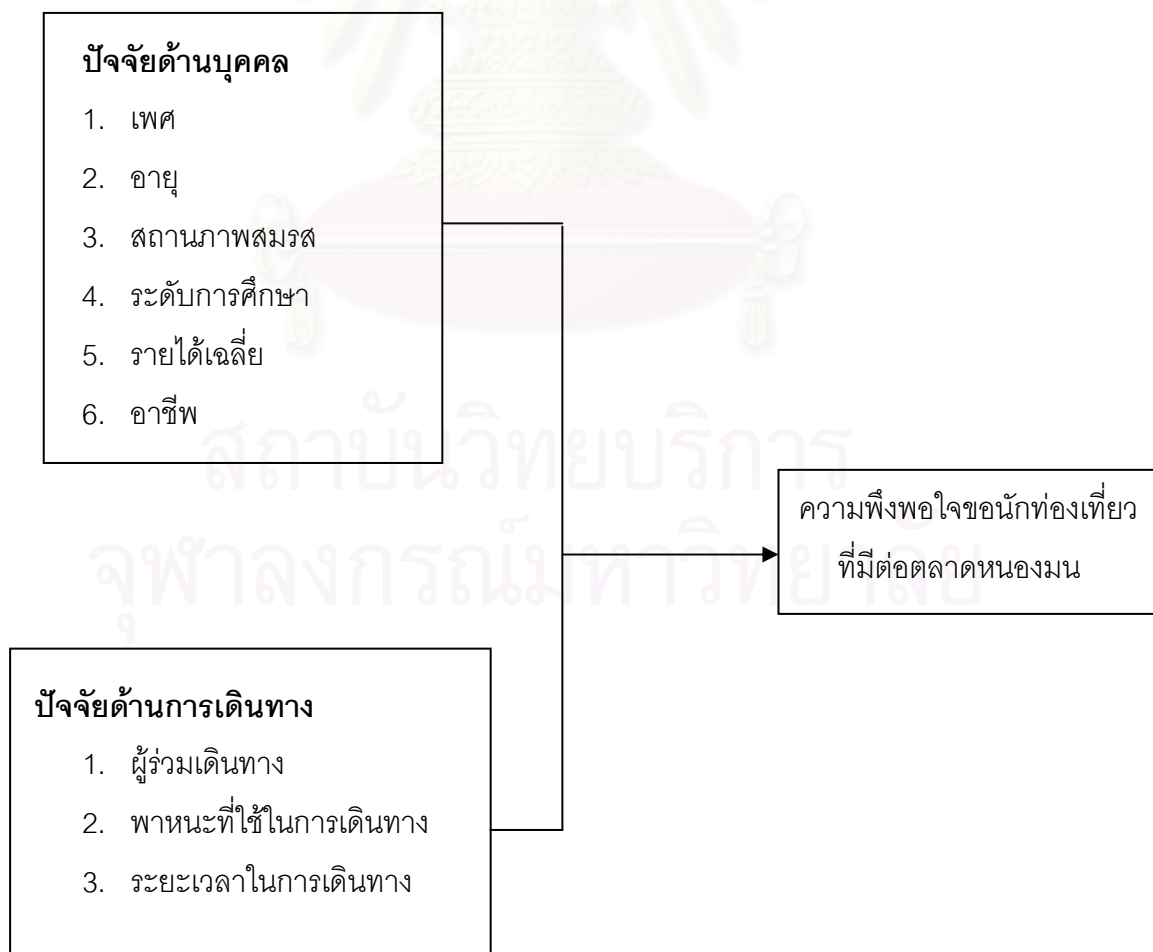 ปัจจัยด้านบุคคล
1. เพศ
2. อายุ
3. สถานภาพสมรส
4. ระดับการศึกษา
5. รายได้เฉลี่ย
6. อาชีพ
สถาบันวิทยบริการ
จุฬาลงกรณ์มหาวิทยาลัย
ความพึงพอใจขอนักท่องเที่ยว
ที่มีต่อตลาดหนองมน
ปัจจัยด้านการเดินทาง
1. ผู้ร่วมเดินทาง
2. พาหนะที่ใช้ในการเดินทาง
3. ระยะเวลาในการเดินทาง